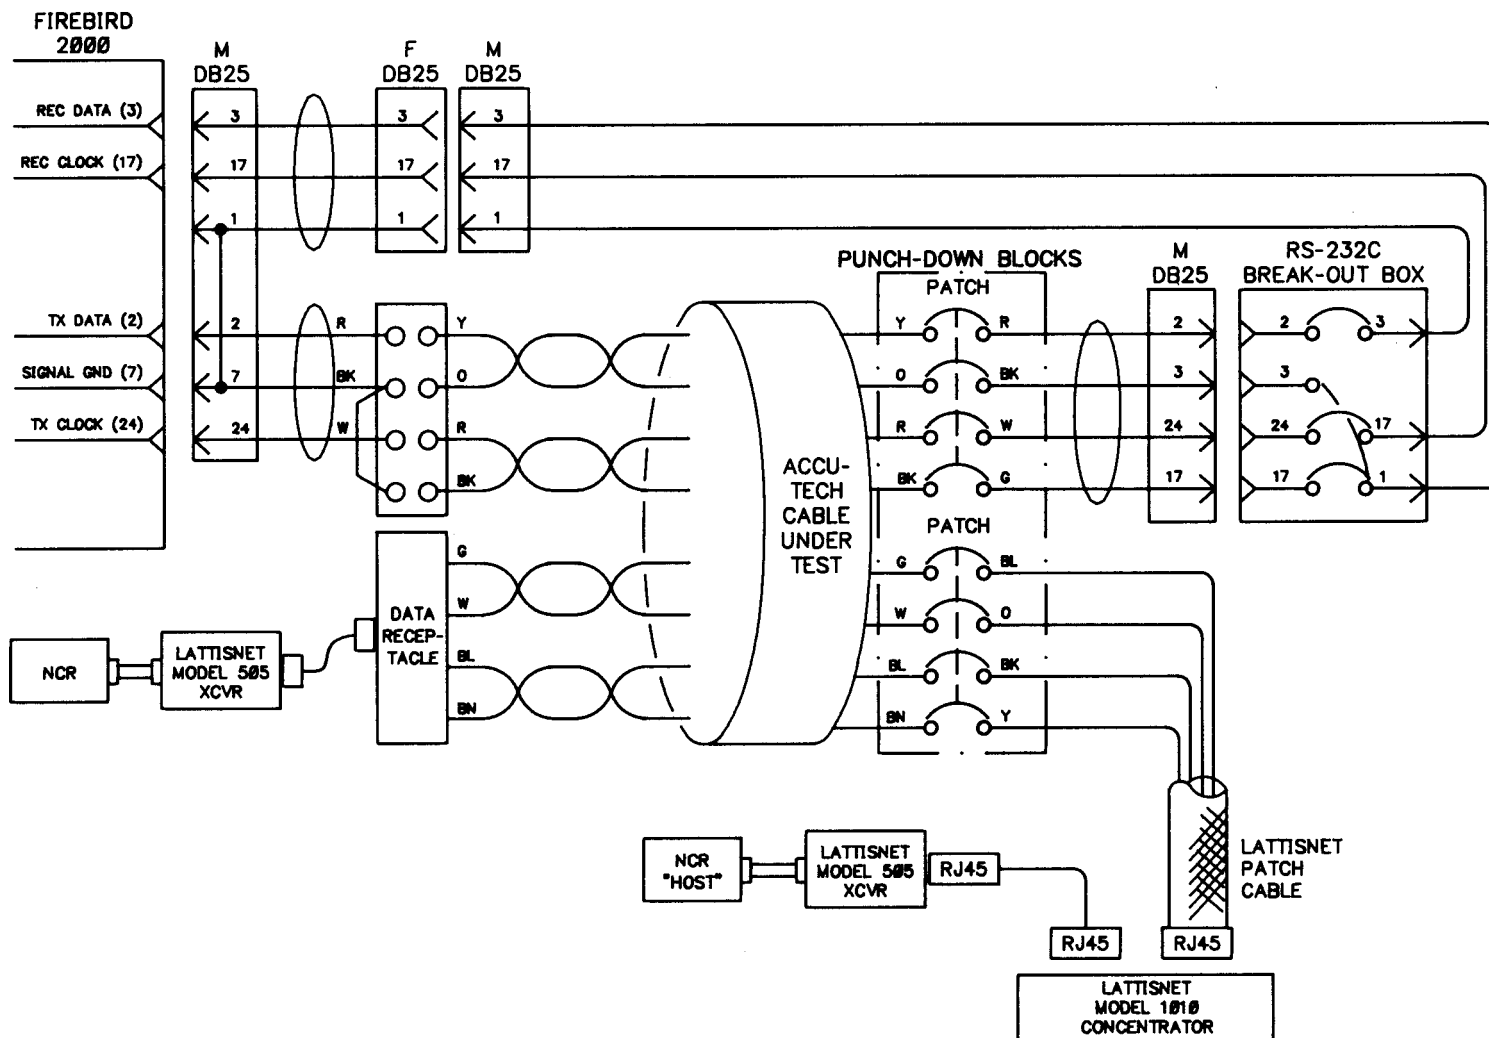 FIREBIRD
2000
M
DB25
F
DB25
M
DB25
REC DATA (3)
3
3
3
REC CLOCK (17)
17
17
17
1
1
1
PUNCH-DOWN BLOCKS
PATCH
M
DB25
RS-232C
BREAK-OUT BOX
TX DATA (2)
2
R
Y
Y
R
2
2
3
SIGNAL GND (7)
7
BK
O
O
BK
3
3
TX CLOCK (24)
24
W
R
R
W
24
24
17
BK
BK
G
17
17
1
ACCU-
TECH
CABLE
UNDER
TEST
PATCH
G
G
BL
W
W
O
BL
BL
BK
BN
BN
Y
DATA
RECEP-
TACLE
NCR
LATTISNET
MODEL 505
XCVR
NCR
"HOST"
LATTISNET
MODEL 505
XCVR
RJ45
LATTISNET
PATCH
CABLE
RJ45
RJ45
LATTISNET
MODEL 1010
CONCENTRATOR